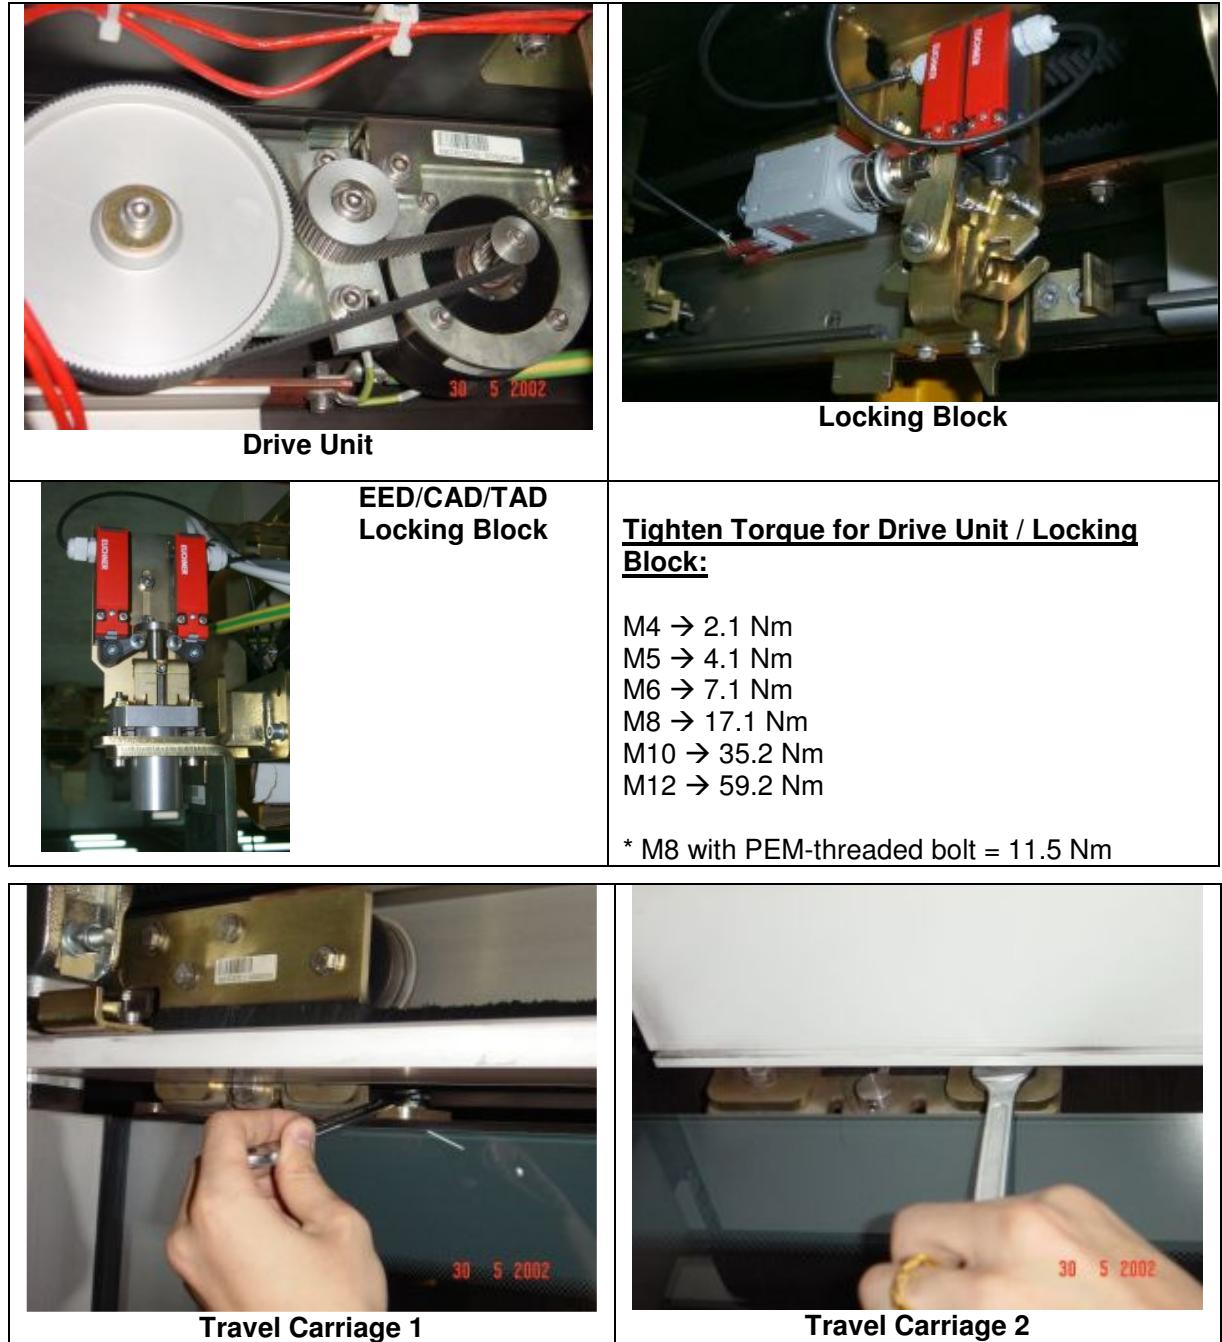 EUCHNER
EUCHNER
30 5 2002
Drive Unit
Locking Block
EUCHNER
EUCHNER
EED/CAD/TAD
Locking Block
Tighten Torque for Drive Unit / Locking
Block:
M4 → 2.1 Nm
M5 → 4.1 Nm
M6 → 7.1 Nm
M8 → 17.1 Nm
M10 → 35.2 Nm
M12 → 59.2 Nm
* M8 with PEM-threaded bolt = 11.5 Nm
30 5 2002
Travel Carriage 1
30 5 2002
Travel Carriage 2